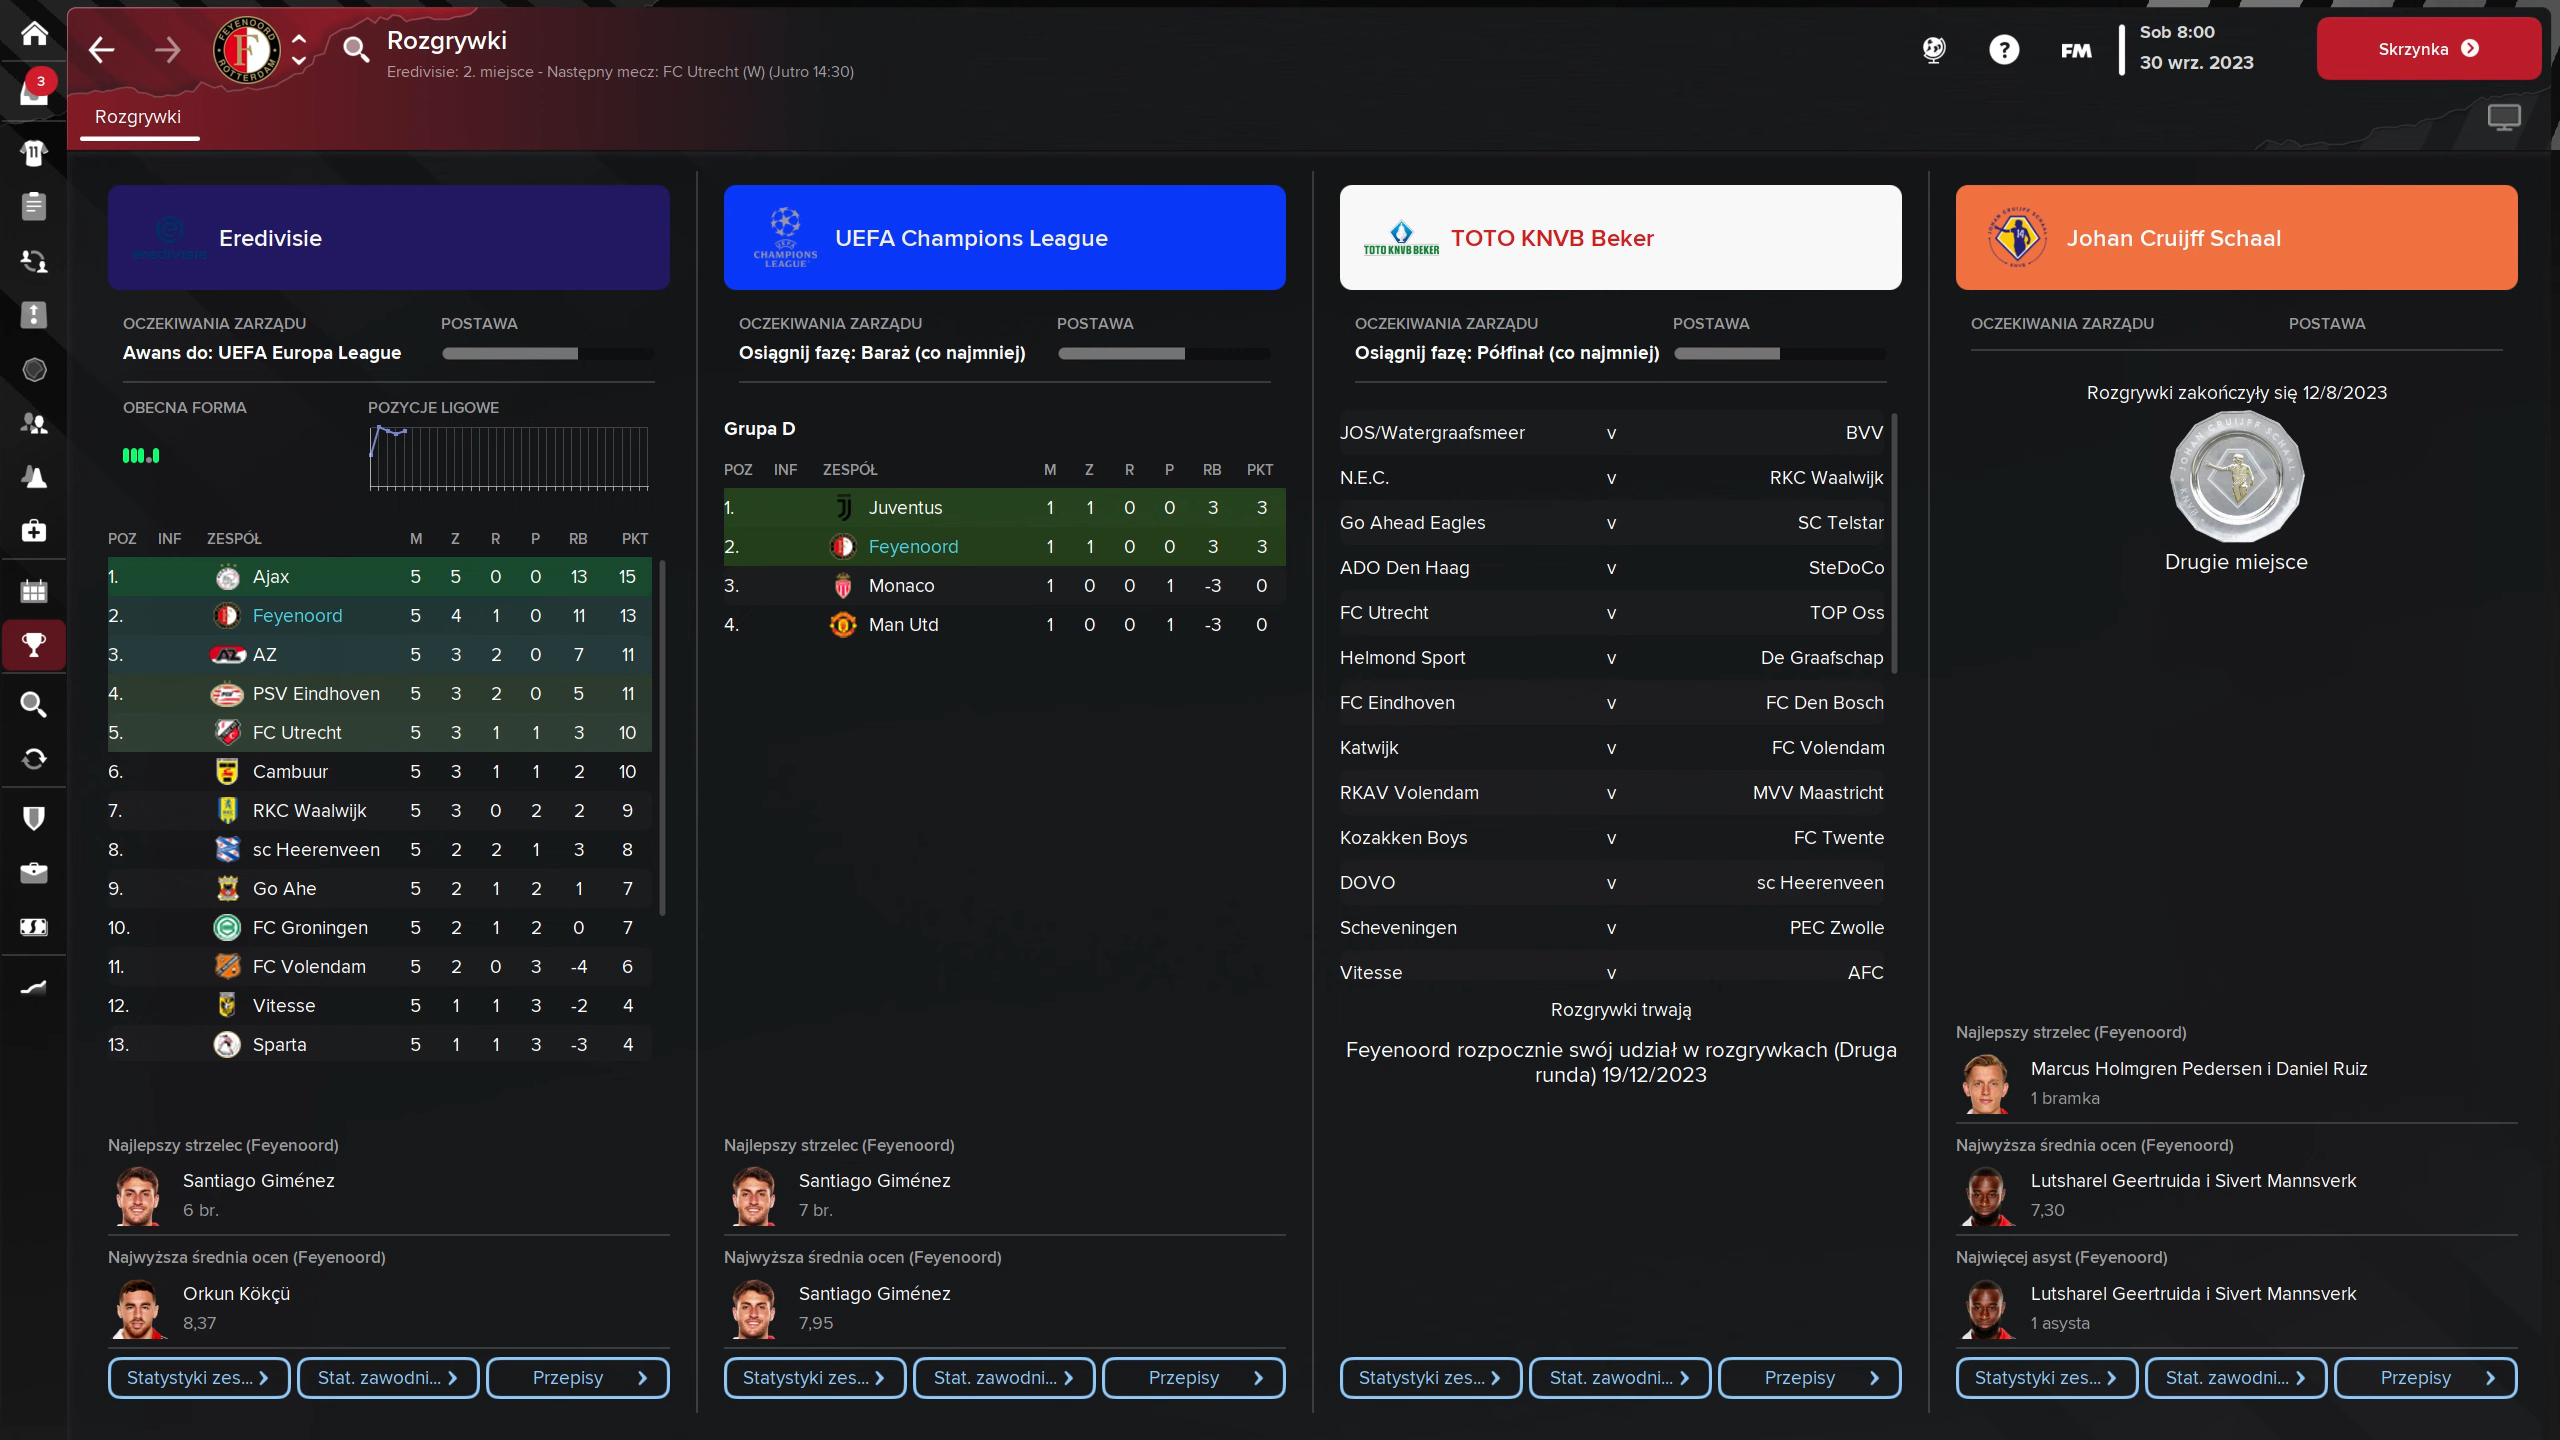 Rozgrywki
Eredivisie: 2. miejsce - Następny mecz: FC Utrecht (W) (Jutro 14:30)
FM
Sob 8:00
30 wrz. 2023
Skrzynka
3
Rozgrywki
Eredivisie
OCZEKIWANIA ZARZĄDU POSTAWA
Awans do: UEFA Europa League
OBECNA FORMA POZYCJE LIGOWE
POZ INF ZESPÓŁ M Z R P RB PKT
1. Ajax 5 5 0 0 13 15
2. Feyenoord 5 4 1 0 11 13
3. AZ 5 3 2 0 7 11
4. PSV Eindhoven 5 3 2 0 5 11
5. FC Utrecht 5 3 1 1 3 10
6. Cambuur 5 3 1 1 2 10
7. RKC Waalwijk 5 3 0 2 2 9
8. sc Heerenveen 5 2 2 1 3 8
9. Go Ahe 5 2 1 2 1 7
10. FC Groningen 5 2 1 2 0 7
11. FC Volendam 5 2 0 3 -4 6
12. Vitesse 5 1 1 3 -2 4
13. Sparta 5 1 1 3 -3 4
Najlepszy strzelec (Feyenoord)
Santiago Giménez
6 br.
Najwyższa średnia ocen (Feyenoord)
Orkun Kökçü
8,37
Statystyki zes... Stat. zawodni... Przepisy
CHAMPIONS
LEAGUE
UEFA Champions League
OCZEKIWANIA ZARZĄDU POSTAWA
Osiągnij fazę: Baraż (co najmniej)
Grupa D
POZ INF ZESPÓŁ M Z R P RB PKT
1. Juventus 1 1 0 0 3 3
2. Feyenoord 1 1 0 0 3 3
3. Monaco 1 0 0 1 -3 0
4. Man Utd 1 0 0 1 -3 0
Najlepszy strzelec (Feyenoord)
Santiago Giménez
7 br.
Najwyższa średnia ocen (Feyenoord)
Santiago Giménez
7,95
Statystyki zes... Stat. zawodni... Przepisy
TOTO KNVB BEKER
TOTO KNVB Beker
OCZEKIWANIA ZARZĄDU POSTAWA
Osiągnij fazę: Półfinał (co najmniej)
JOS/Watergraafsmeer v BVV
N.E.C. v RKC Waalwijk
Go Ahead Eagles v SC Telstar
ADO Den Haag v SteDoCo
FC Utrecht v TOP Oss
Helmond Sport v De Graafschap
FC Eindhoven v FC Den Bosch
Katwijk v FC Volendam
RKAV Volendam v MVV Maastricht
Kozakken Boys v FC Twente
DOVO v sc Heerenveen
Scheveningen v PEC Zwolle
Vitesse v AFC
Rozgrywki trwają
Feyenoord rozpocznie swój udział w rozgrywkach (Druga
runda) 19/12/2023
Statystyki zes... Stat. zawodni... Przepisy
Johan Cruijff Schaal
OCZEKIWANIA ZARZĄDU POSTAWA
Rozgrywki zakończyły się 12/8/2023
Drugie miejsce
Najlepszy strzelec (Feyenoord)
Marcus Holmgren Pedersen i Daniel Ruiz
1 bramka
Najwyższa średnia ocen (Feyenoord)
Lutsharel Geertruida i Sivert Mannsverk
7,30
Najwięcej asyst (Feyenoord)
Lutsharel Geertruida i Sivert Mannsverk
1 asysta
Statystyki zes... Stat. zawodni... Przepisy